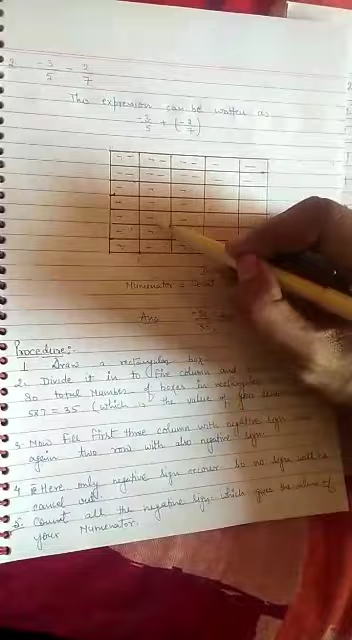 2 -3/5 - 2/7
This expression can be written as
-3/5 + (-2/7)
Numerator =
Ans -31/35
Procedure:-
1 Draw a rectangular box
2. Divide it in to five column and
So total Number of boxes in rectangular
5x7 = 35 (which is the value of your
3. Now fill first three column with negative sign
again two row with also negative sign.
4 Here only negative sign occour so no sign will be
cancel out.
5. Count all the negative sign which gives the value of
your Numerator.